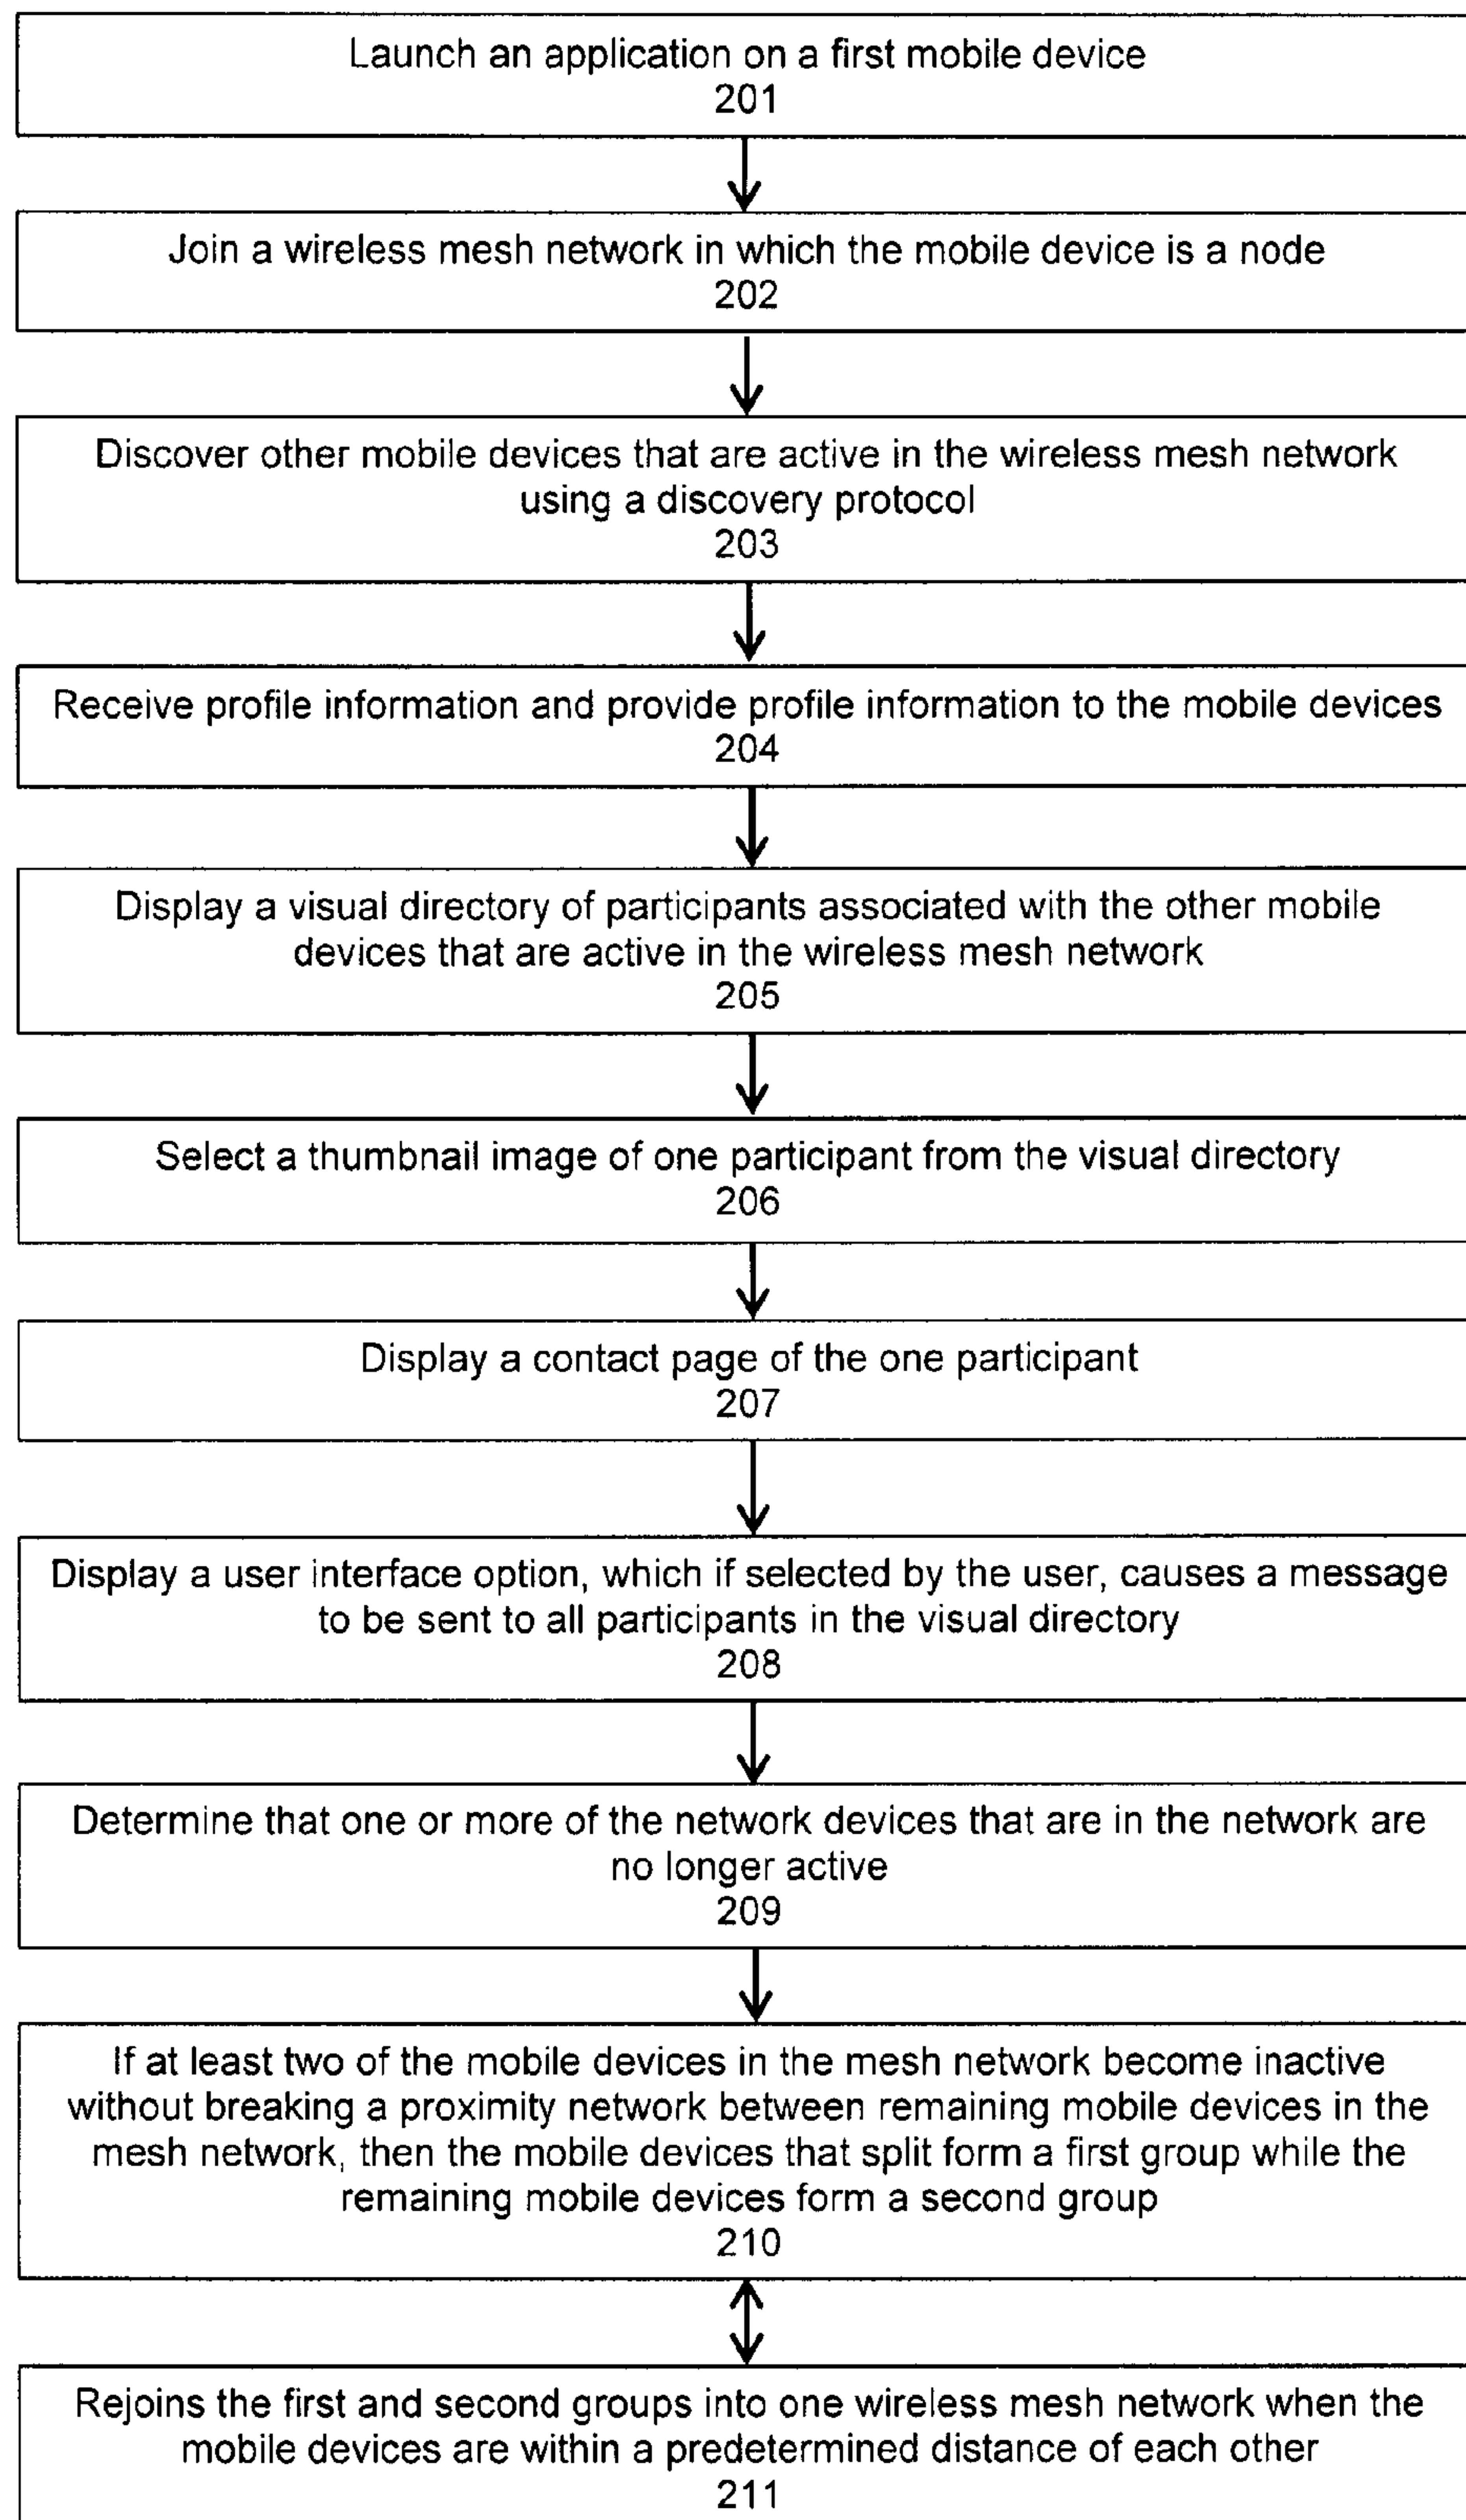 Launch an application on a first mobile device
201
Join a wireless mesh network in which the mobile device is a node
202
Discover other mobile devices that are active in the wireless mesh network
using a discovery protocol
203
Receive profile information and provide profile information to the mobile devices
204
Display a visual directory of participants associated with the other mobile
devices that are active in the wireless mesh network
205
Select a thumbnail image of one participant from the visual directory
206
Display a contact page of the one participant
207
Display a user interface option, which if selected by the user, causes a message
to be sent to all participants in the visual directory
208
Determine that one or more of the network devices that are in the network are
no longer active
209
If at least two of the mobile devices in the mesh network become inactive
without breaking a proximity network between remaining mobile devices in the
mesh network, then the mobile devices that split form a first group while the
remaining mobile devices form a second group
210
Rejoins the first and second groups into one wireless mesh network when the
mobile devices are within a predetermined distance of each other
211